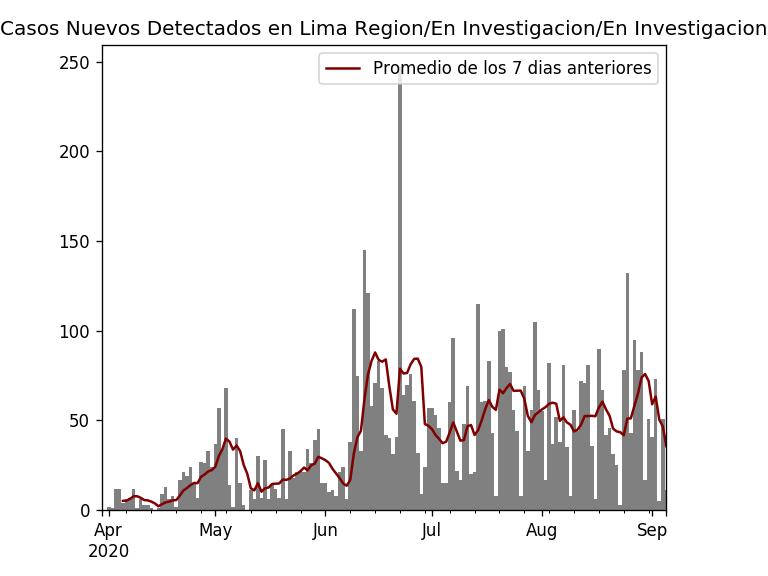 Casos Nuevos Detectados en Lima Region/En Investigacion/En Investigacion
Promedio de los 7 dias anteriores
250
200
150
100
50
0
Apr May Jun Jul Aug Sep
2020